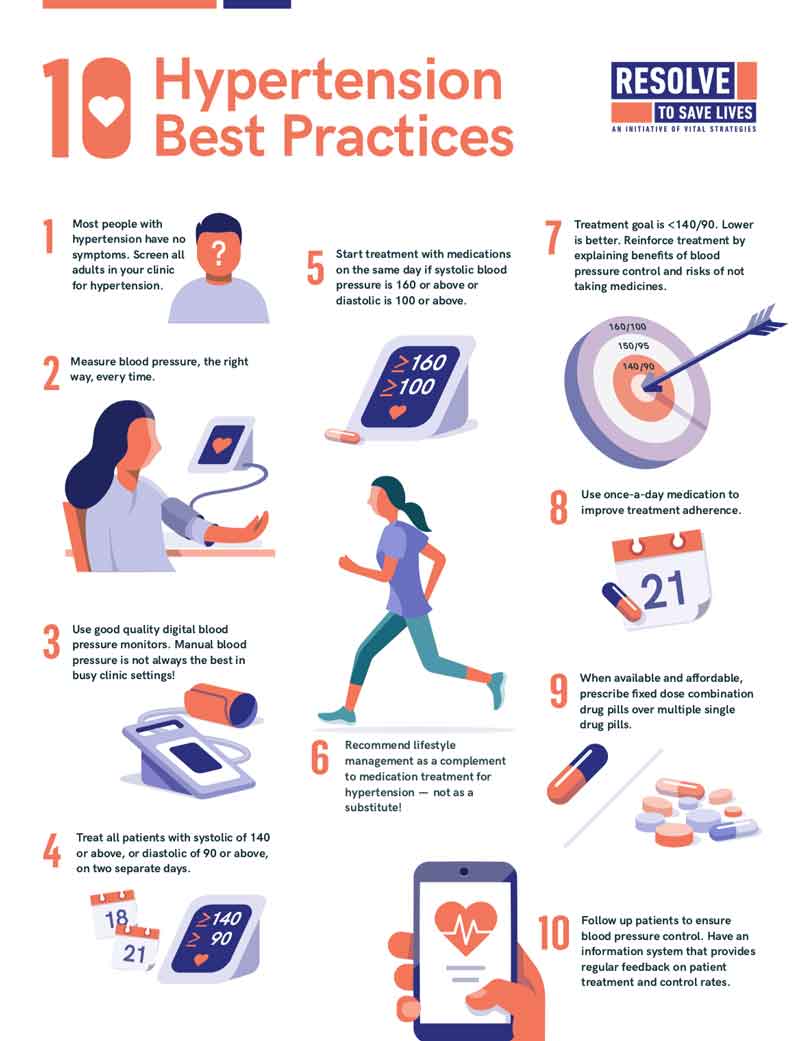 10 Hypertension
Best Practices
RESOLVE
TO SAVE LIVES
AN INITIATIVE OF VITAL STRATEGIES
1
Most people with
hypertension have no
symptoms. Screen all
adults in your clinic
for hypertension.
?
2
Measure blood pressure, the right
way, every time.
3
Use good quality digital blood
pressure monitors. Manual blood
pressure is not always the best in
busy clinic settings!
4
Treat all patients with systolic of 140
or above, or diastolic of 90 or above,
on two separate days.
18
21
≥140
≥ 90
5
Start treatment with medications
on the same day if systolic blood
pressure is 160 or above or
diastolic is 100 or above.
≥160
≥100
6
Recommend lifestyle
management as a complement
to medication treatment for
hypertension — not as a
substitute!
7
Treatment goal is <140/90. Lower
is better. Reinforce treatment by
explaining benefits of blood
pressure control and risks of not
taking medicines.
160/100
150/95
140/90
8
Use once-a-day medication to
improve treatment adherence.
21
9
When available and affordable,
prescribe fixed dose combination
drug pills over multiple single
drug pills.
10
Follow up patients to ensure
blood pressure control. Have an
information system that provides
regular feedback on patient
treatment and control rates.